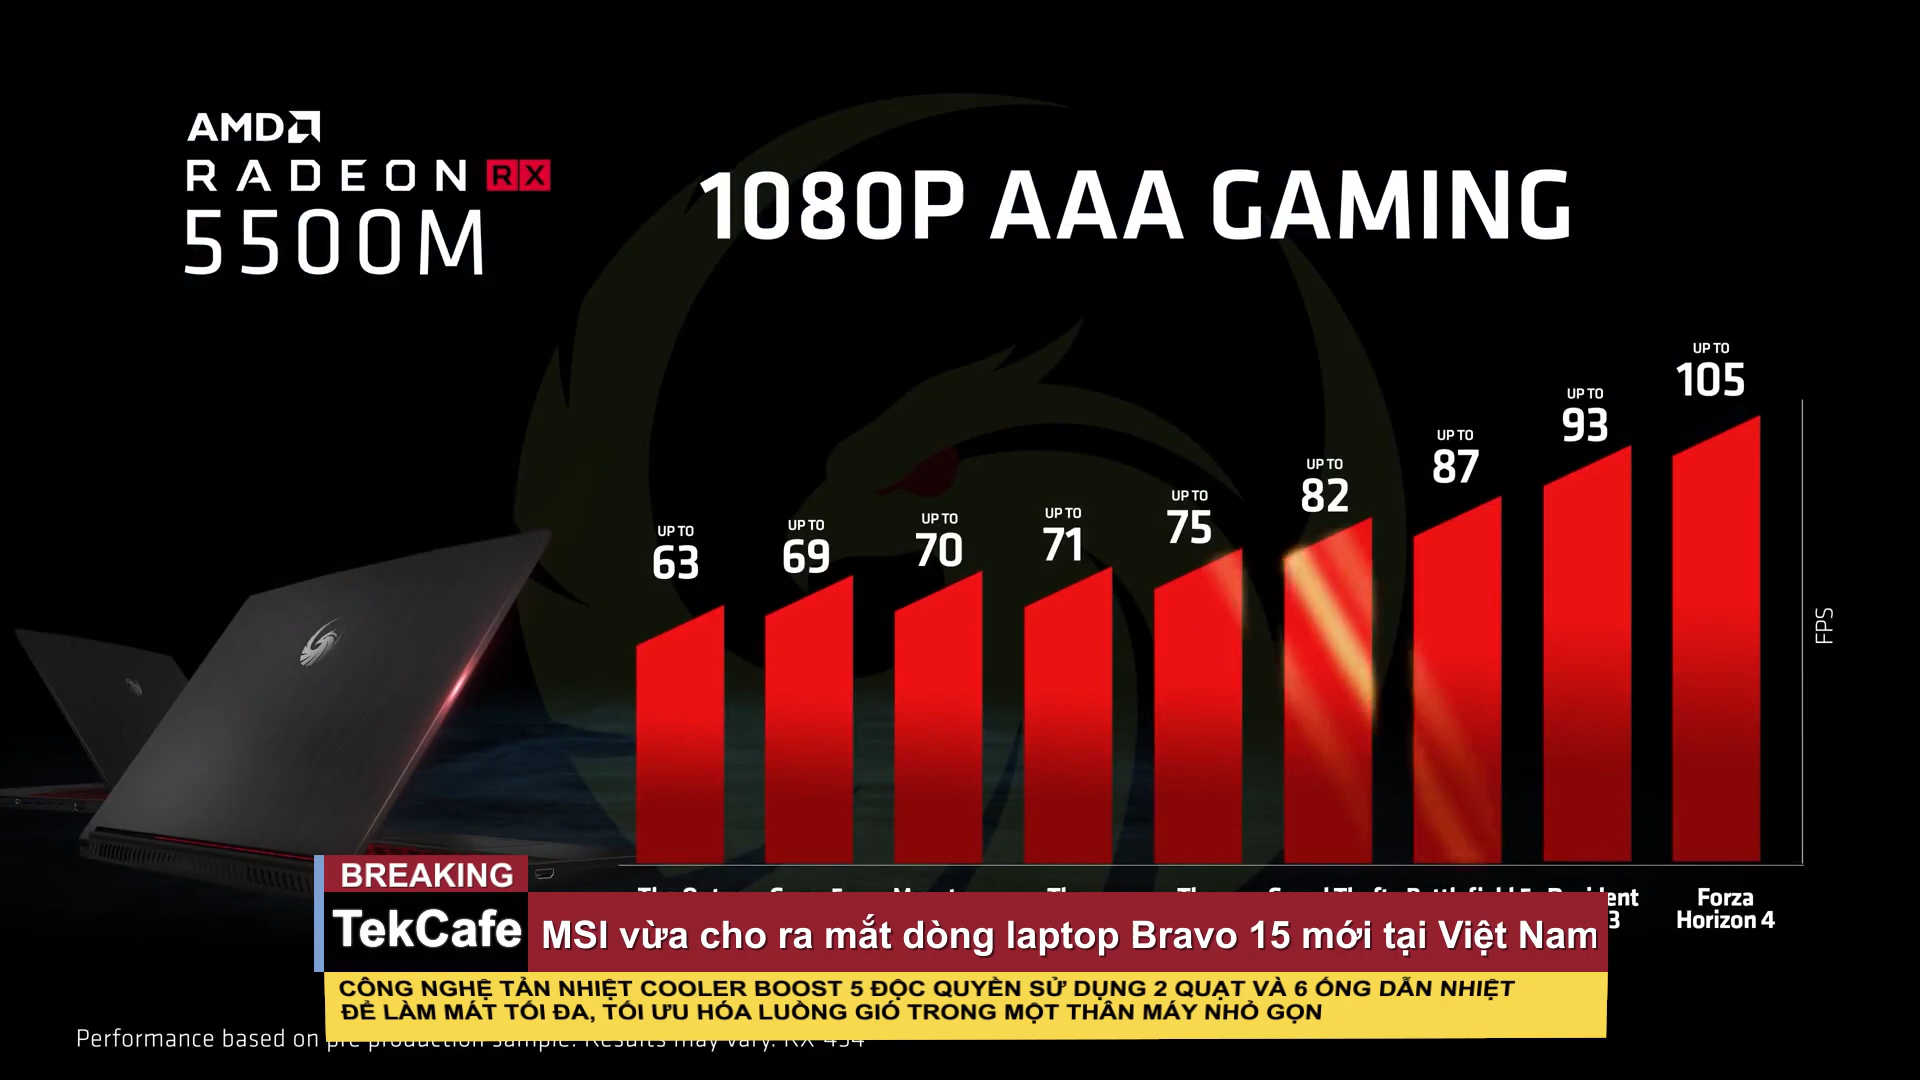 AMD
RADEON RX
5500M
1080P AAA GAMING
UP TO
63
UP TO
69
UP TO
70
UP TO
71
UP TO
75
UP TO
82
UP TO
87
UP TO
93
UP TO
105
FPS
Forza
Horizon 4
BREAKING
TekCafe
MSI vừa cho ra mắt dòng laptop Bravo 15 mới tại Việt Nam
CÔNG NGHỆ TẢN NHIỆT COOLER BOOST 5 ĐỘC QUYỀN SỬ DỤNG 2 QUẠT VÀ 6 ỐNG DẪN NHIỆT
ĐỂ LÀM MÁT TỐI ĐA, TỐI ƯU HÓA LUỒNG GIÓ TRONG MỘT THÂN MÁY NHỎ GỌN
Performance based on